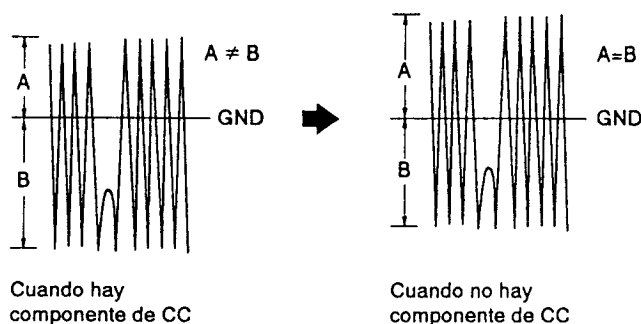 A
B
A ≠ B
GND
Cuando hay
componente de CC
A
B
A=B
GND
Cuando no hay
componente de CC